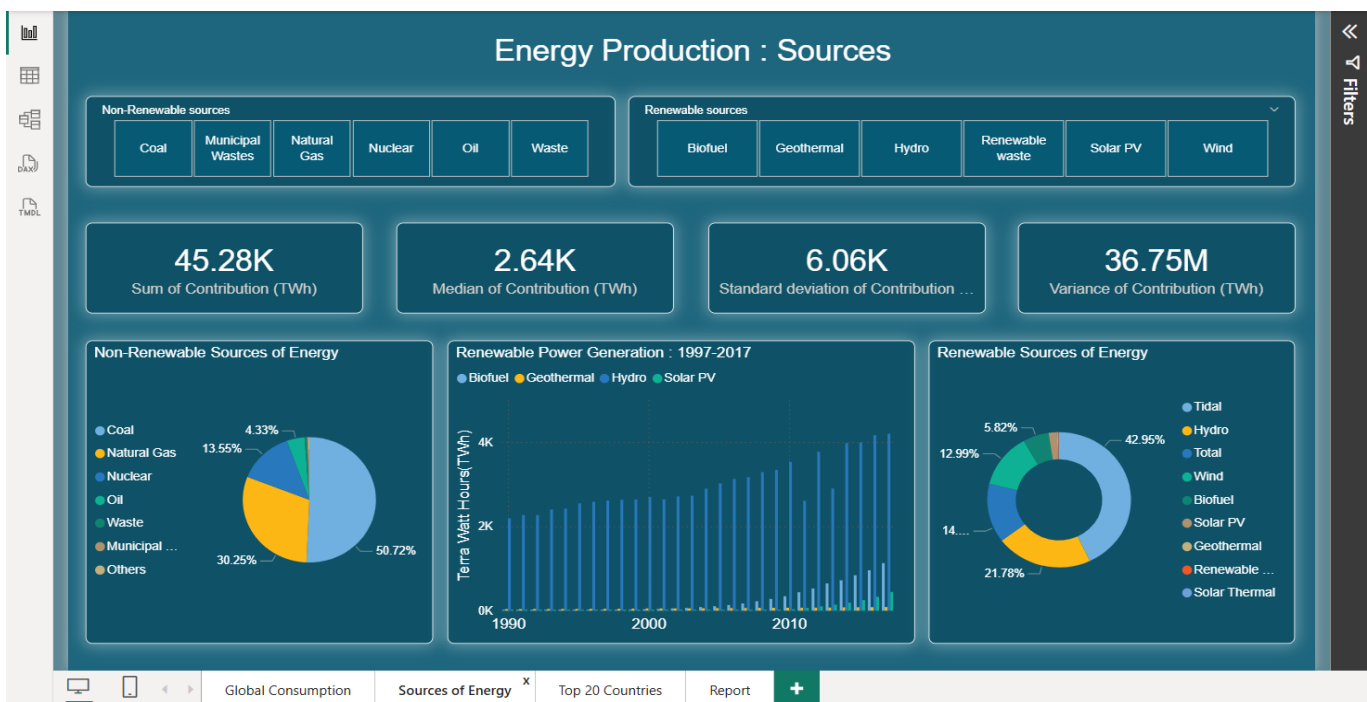 Energy Production : Sources
Filters
DAX
TMDL
Non-Renewable sources
Coal
Municipal
Wastes
Natural
Gas
Nuclear
Oil
Waste
Renewable sources
Biofuel
Geothermal
Hydro
Renewable
waste
Solar PV
Wind
45.28K
Sum of Contribution (TWh)
2.64K
Median of Contribution (TWh)
6.06K
Standard deviation of Contribution ...
36.75M
Variance of Contribution (TWh)
Non-Renewable Sources of Energy
Coal
Natural Gas
Nuclear
Oil
Waste
Municipal ...
Others
4.33%
13.55%
30.25%
50.72%
Renewable Power Generation : 1997-2017
Biofuel Geothermal Hydro Solar PV
Terra Watt Hours(TWh)
4K
2K
0K
1990 2000 2010
Renewable Sources of Energy
5.82%
12.99%
14....
21.78%
42.95%
Tidal
Hydro
Total
Wind
Biofuel
Solar PV
Geothermal
Renewable ...
Solar Thermal
Global Consumption
Sources of Energy x
Top 20 Countries
Report
+